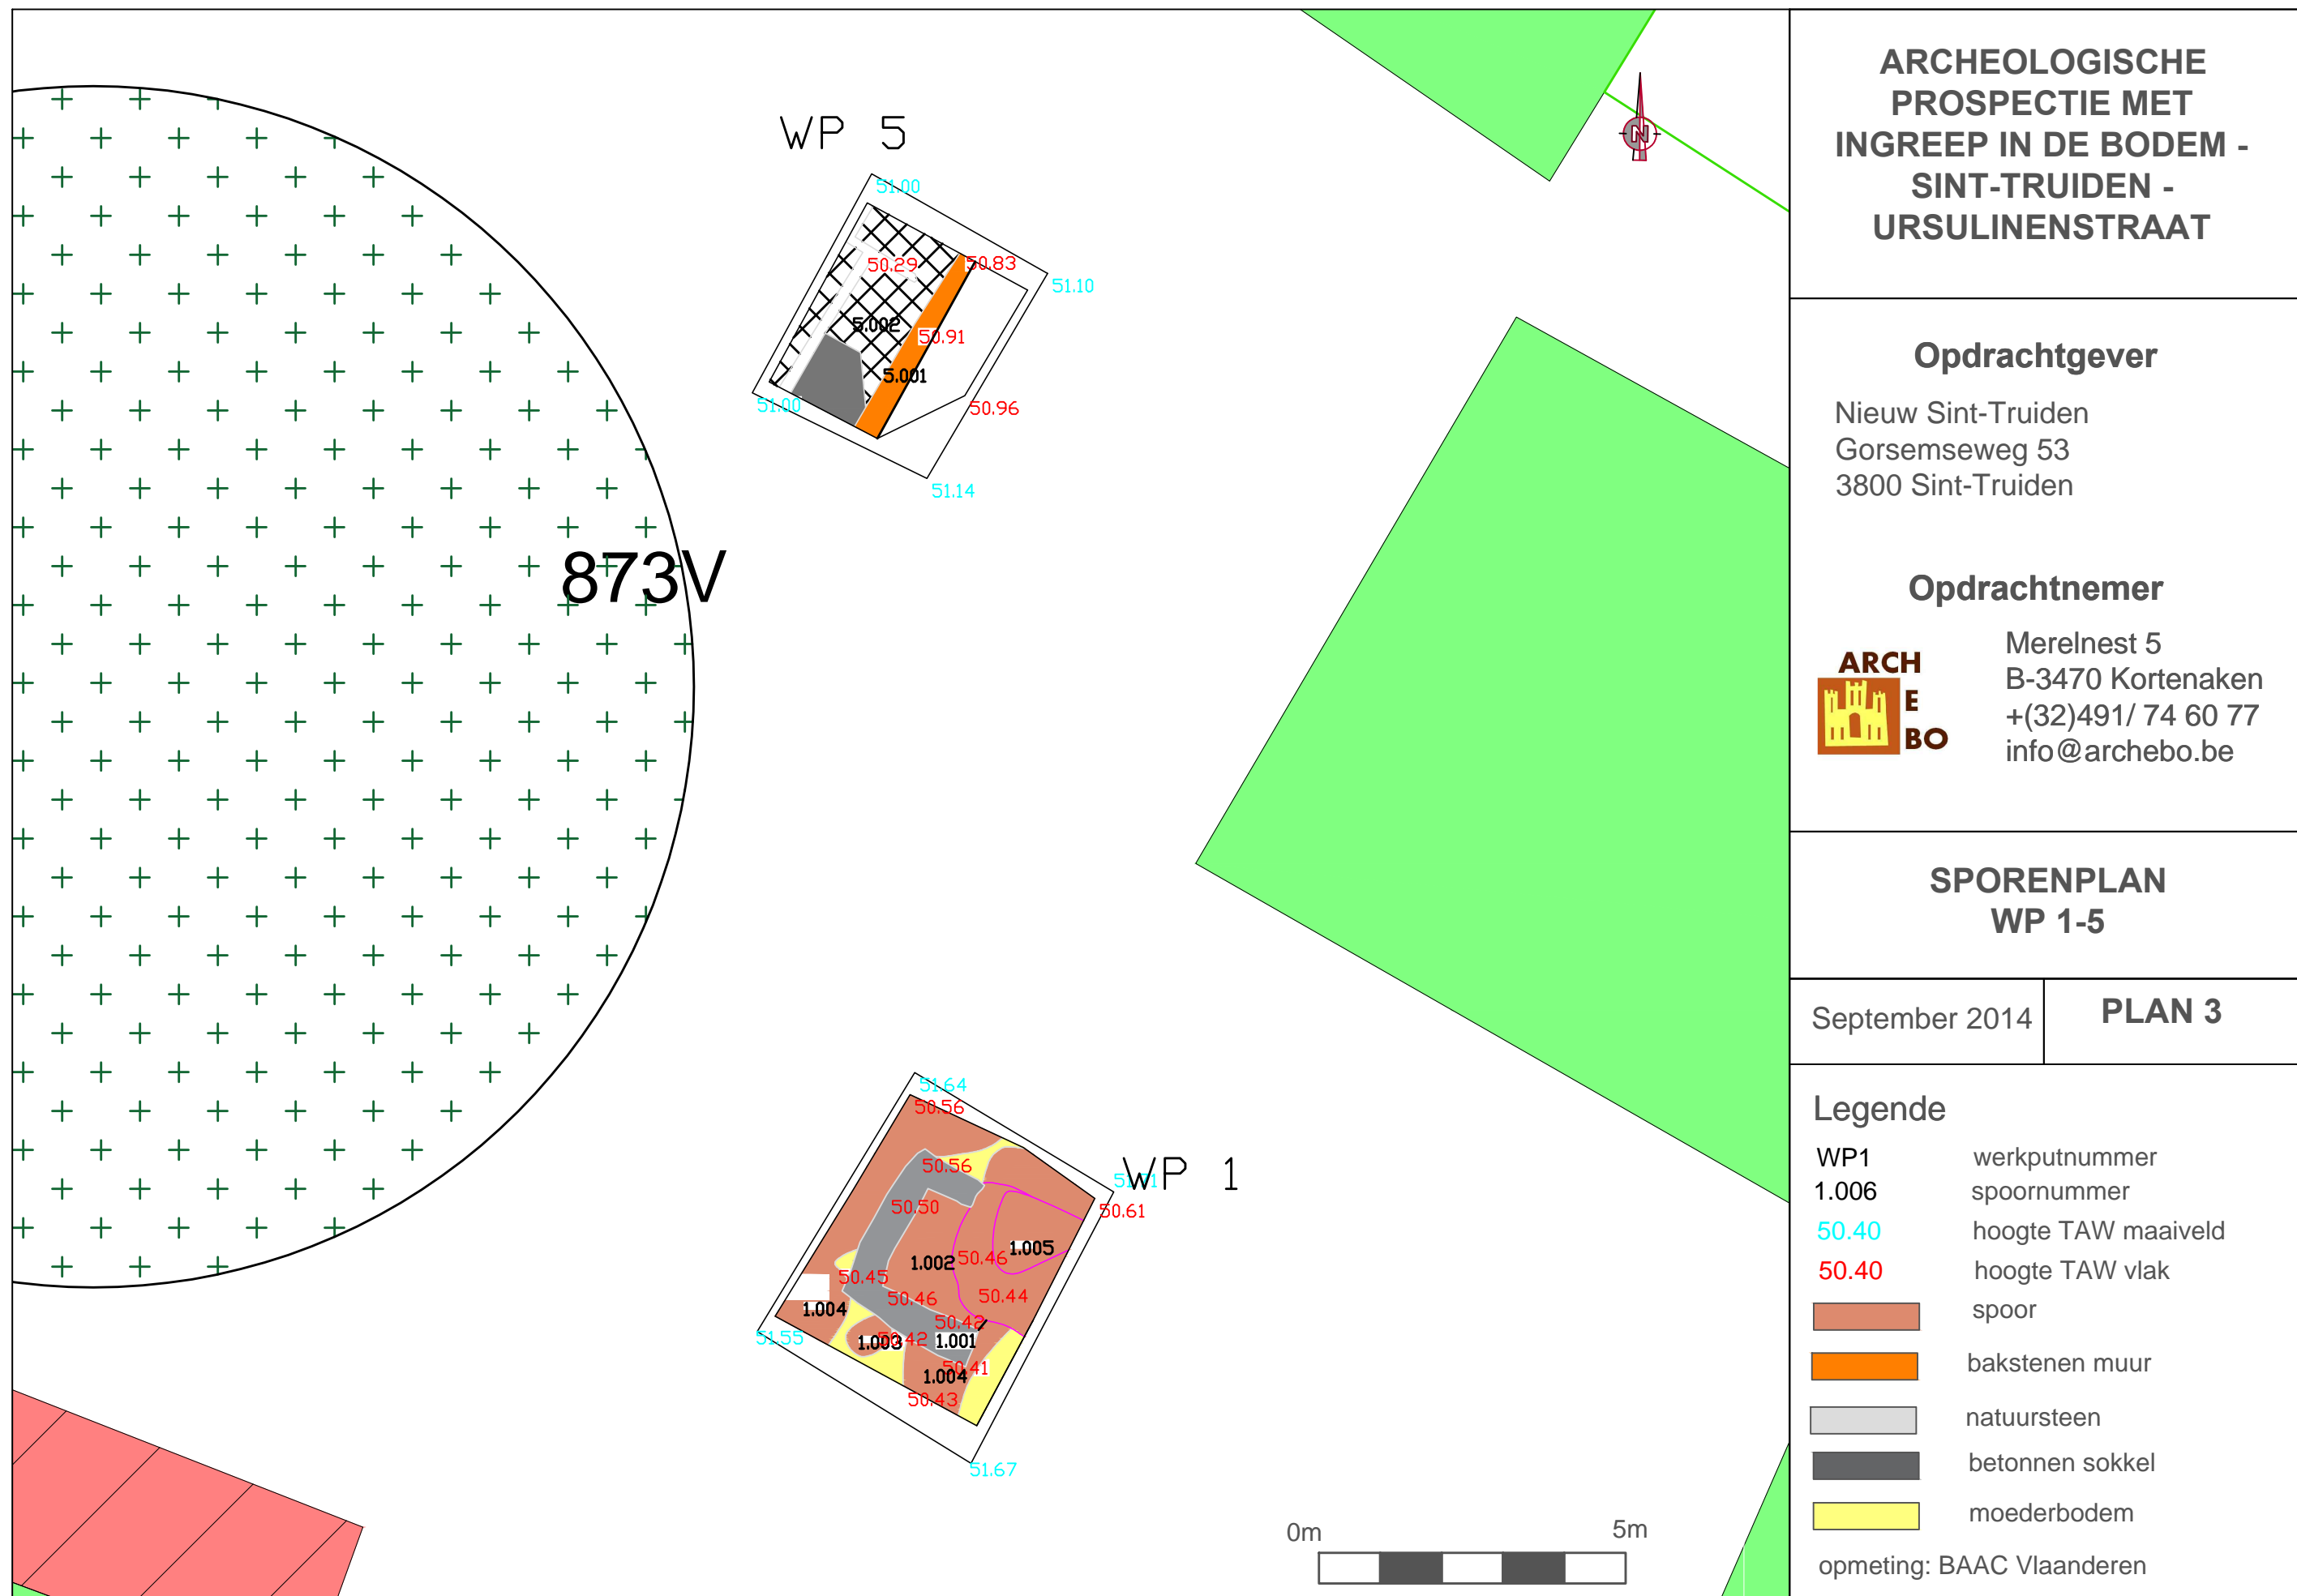 WP 5
51.00
50.29
50.83
51.10
5.002
50.91
5.001
51.00
50.96
51.14
873V
N
51.64
50.56
50.56
WP 1
50.50
50.61
1.005
1.002
50.46
50.45
50.46
50.44
1.004
50.42
51.55
1.003
50.42
1.001
50.41
1.004
50.43
51.67
0m
5m
ARCHEOLOGISCHE
PROSPECTIE MET
INGREEP IN DE BODEM -
SINT-TRUIDEN -
URSULINENSTRAAT
Opdrachtgever
Nieuw Sint-Truiden
Gorsemseweg 53
3800 Sint-Truiden
Opdrachtnemer
ARCH
E
BO
Merelnest 5
B-3470 Kortenaken
+(32)491/ 74 60 77
info@archebo.be
SPORENPLAN
WP 1-5
September 2014
PLAN 3
Legende
WP1 werkputnummer
1.006 spoornummer
50.40 hoogte TAW maaiveld
50.40 hoogte TAW vlak
spoor
bakstenen muur
natuursteen
betonnen sokkel
moederbodem
opmeting: BAAC Vlaanderen